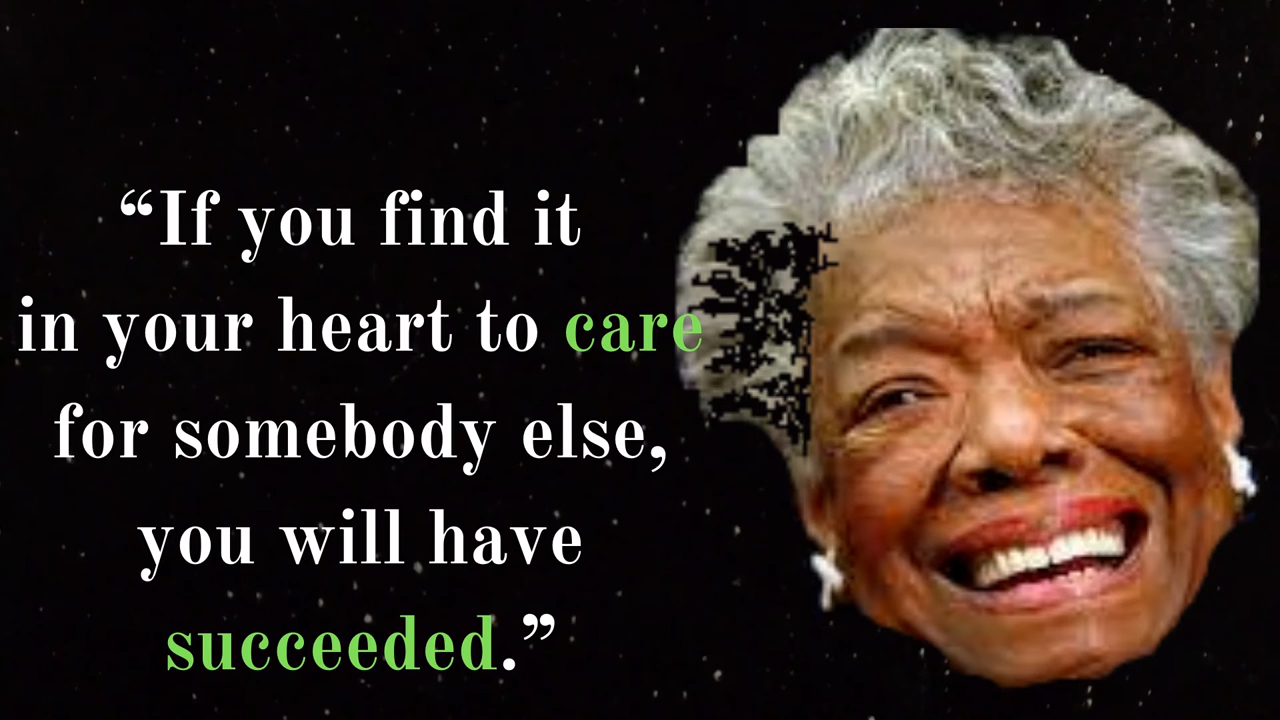 “If you find it
in your heart to care
for somebody else,
you will have
succeeded.”